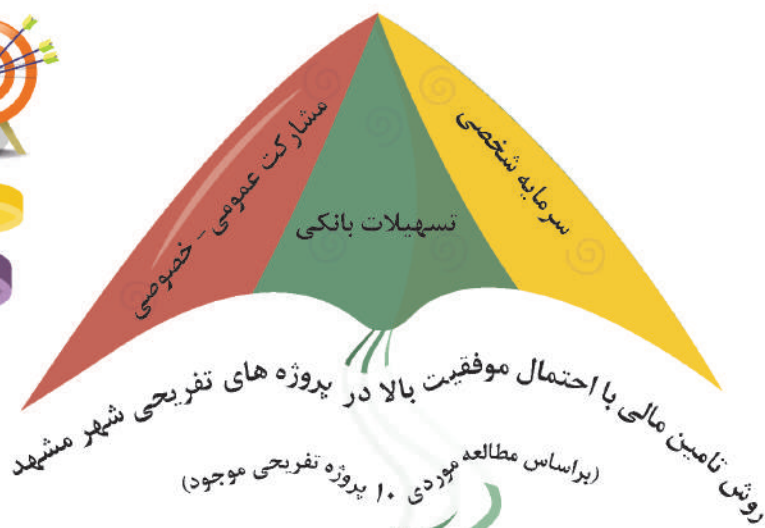 سرمایه شخصی
تسهیلات بانکی
مشارکت عمومی - خصوصی
روش تامین مالی با احتمال موفقیت بالا در پروژه های تفریحی شهر مشهد
(براساس مطالعه موردی ۱۰ پروژه تفریحی موجود)